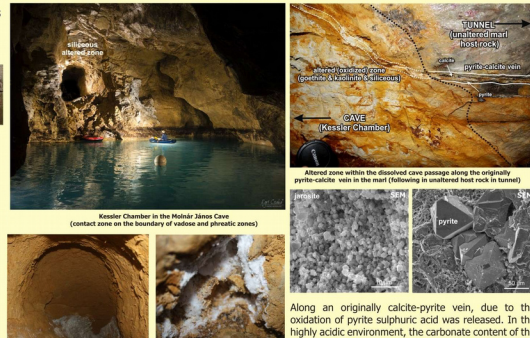 siliceous
altered zone
Kessler Chamber in the Molnár János Cave
(contact zone on the boundary of vadose and phreatic zones)
TUNNEL
(unaltered marl
host rock)
calcite
pyrite-calcite vein
altered (oxidized) zone
(goethite & kaolinite & siliceous)
pyrite
CAVE
(Kessler Chamber)
Altered zone within the dissolved cave passage along the originally
pyrite-calcite vein in the marl (following in unaltered host rock in tunnel)
jarosite
SEM
pyrite
SEM
Along an originally calcite-pyrite vein, due to th
oxidation of pyrite sulphuric acid was released. In th
highly acidic environment, the carbonate content of th